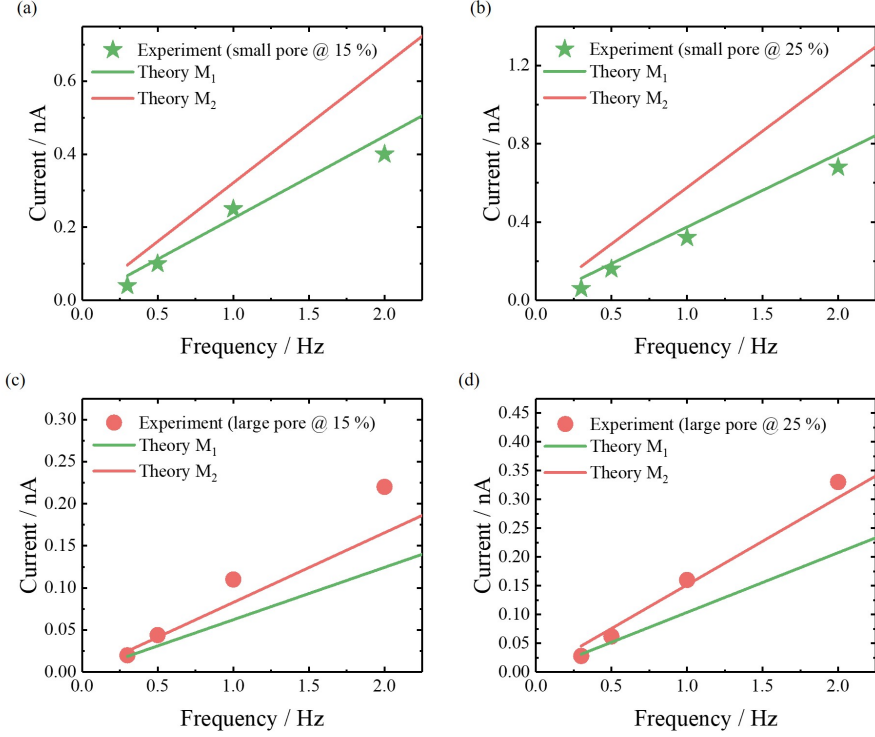 (a)
Experiment (small pore @ 15 %)
Theory M₁
Theory M₂
Current / nA
0.6
0.4
0.2
0.0
0.0 0.5 1.0 1.5 2.0
Frequency / Hz
(b)
Experiment (small pore @ 25 %)
Theory M₁
Theory M₂
Current / nA
1.2
0.8
0.4
0.0
0.0 0.5 1.0 1.5 2.0
Frequency / Hz
(c)
Experiment (large pore @ 15 %)
Theory M₁
Theory M₂
Current / nA
0.30
0.25
0.20
0.15
0.10
0.05
0.00
0.0 0.5 1.0 1.5 2.0
Frequency / Hz
(d)
Experiment (large pore @ 25 %)
Theory M₁
Theory M₂
Current / nA
0.45
0.40
0.35
0.30
0.25
0.20
0.15
0.10
0.05
0.00
0.0 0.5 1.0 1.5 2.0
Frequency / Hz